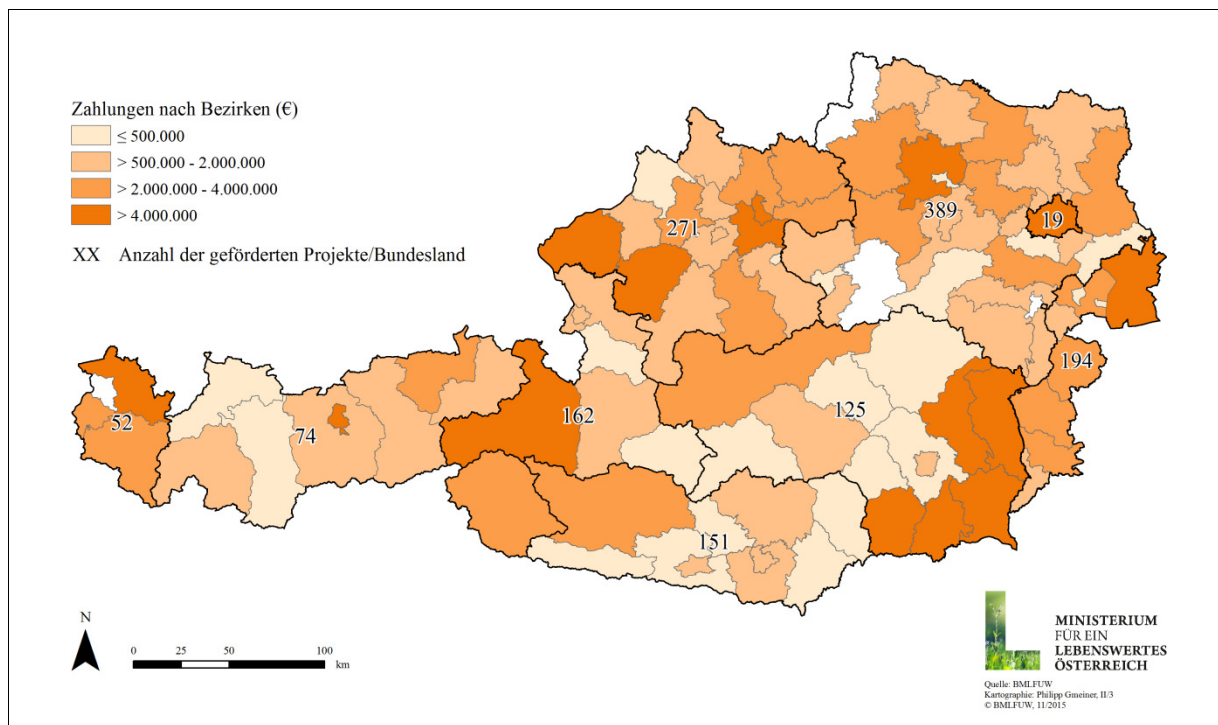 Zahlungen nach Bezirken (€)
≤ 500.000
> 500.000 - 2.000.000
> 2.000.000 - 4.000.000
> 4.000.000
XX Anzahl der geförderten Projekte/Bundesland
271
389
19
194
125
162
52
74
151
N
0 25 50 100
km
MINISTERIUM
FÜR EIN
LEBENSWERTES
ÖSTERREICH
Quelle: BMLFUW
Kartographie: Philipp Gmeiner, II/3
© BMLFUW, 11/2015